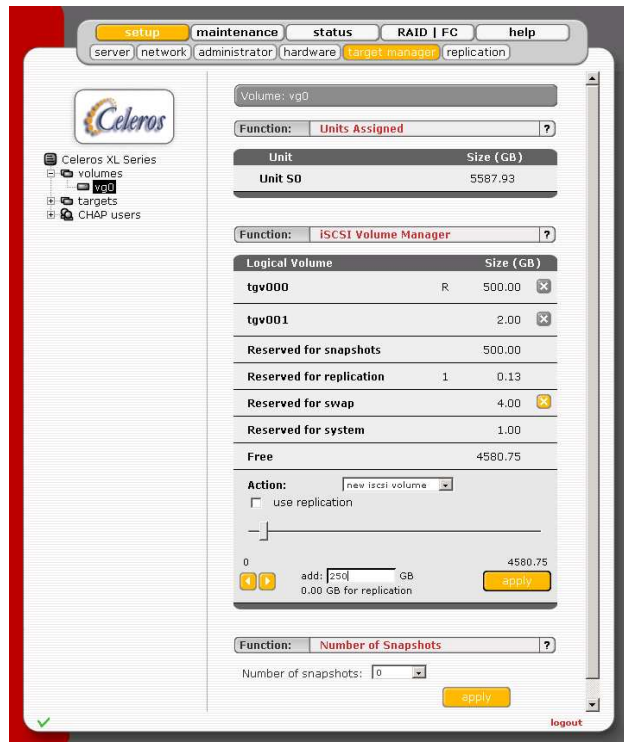 setup maintenance status RAID | FC help
server network administrator hardware target manager replication
Celeros
Celeros XL Series
volumes
vg0
targets
CHAP users
Volume: vg0
Function: Units Assigned ?
Unit Size (GB)
Unit S0 5587.93
Function: iSCSI Volume Manager ?
Logical Volume Size (GB)
tgv000 R 500.00
tgv001 2.00
Reserved for snapshots 500.00
Reserved for replication 1 0.13
Reserved for swap 4.00
Reserved for system 1.00
Free 4580.75
Action: new iscsi volume
use replication
0 4580.75
add: 250 GB apply
0.00 GB for replication
Function: Number of Snapshots ?
Number of snapshots: 0
apply
logout